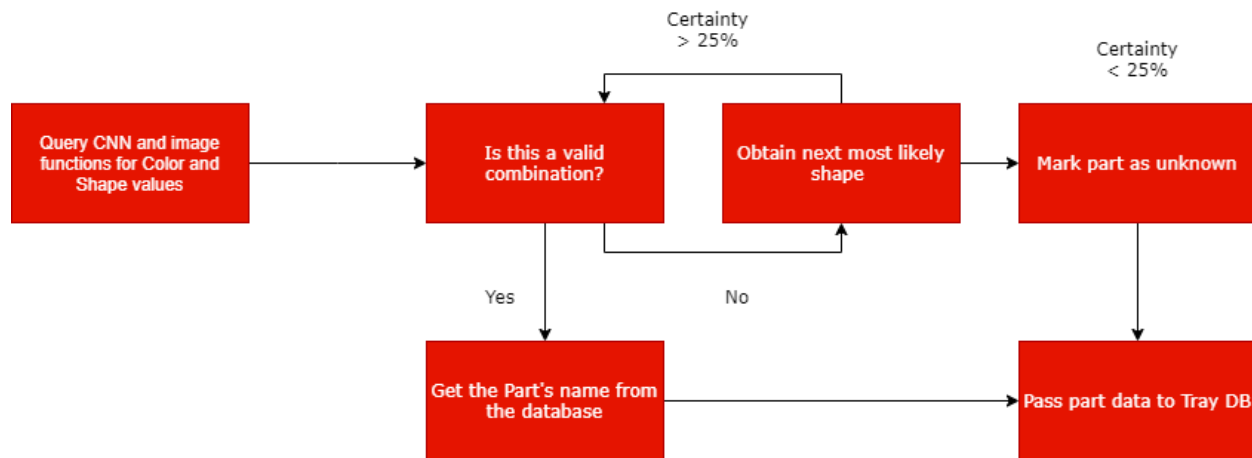 Certainty
> 25%
Certainty
< 25%
Query CNN and image
functions for Color and
Shape values
Is this a valid
combination?
Obtain next most likely
shape
Mark part as unknown
Yes
No
Get the Part's name from
the database
Pass part data to Tray DB